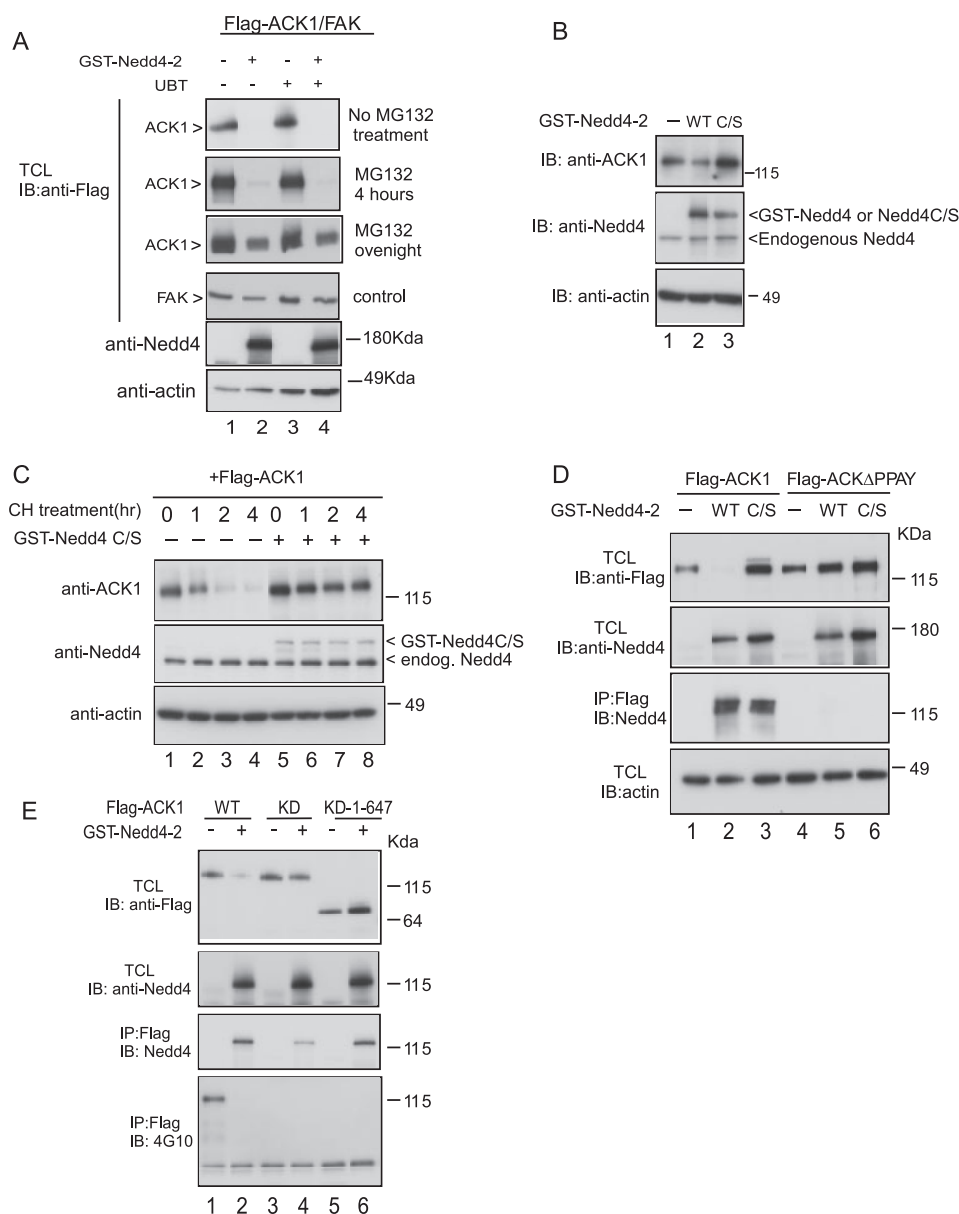 A
Flag-ACK1/FAK
GST-Nedd4-2 - + - +
UBT - - + +
TCL
IB:anti-Flag
ACK1 > No MG132
treatment
ACK1 > MG132
4 hours
ACK1 > MG132
ovenight
FAK > control
anti-Nedd4 180Kda
anti-actin 49Kda
1 2 3 4
B
GST-Nedd4-2 – WT C/S
IB: anti-ACK1 115
IB: anti-Nedd4 <GST-Nedd4 or Nedd4C/S
<Endogenous Nedd4
IB: anti-actin 49
1 2 3
C
+Flag-ACK1
CH treatment(hr) 0 1 2 4 0 1 2 4
GST-Nedd4 C/S – – – – + + + +
anti-ACK1 115
anti-Nedd4 < GST-Nedd4C/S
< endog. Nedd4
anti-actin 49
1 2 3 4 5 6 7 8
D
Flag-ACK1 Flag-ACKΔPPAY
GST-Nedd4-2 – WT C/S – WT C/S
KDa
TCL
IB:anti-Flag 115
TCL
IB:anti-Nedd4 180
IP:Flag
IB:Nedd4 115
TCL
IB:actin 49
1 2 3 4 5 6
E
Flag-ACK1 WT KD KD-1-647
GST-Nedd4-2 - + - + - +
Kda
TCL
IB: anti-Flag 115
64
TCL
IB: anti-Nedd4 115
IP:Flag
IB: Nedd4 115
IP:Flag
IB: 4G10 115
1 2 3 4 5 6